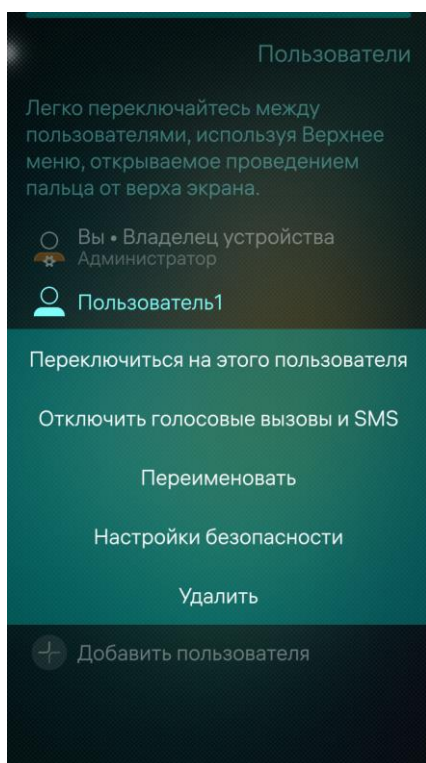 Пользователи
Легко переключайтесь между
пользователями, используя Верхнее
меню, открываемое проведением
пальца от верха экрана.
Вы • Владелец устройства
Администратор
Пользователь1
Переключиться на этого пользователя
Отключить голосовые вызовы и SMS
Переименовать
Настройки безопасности
Удалить
Добавить пользователя